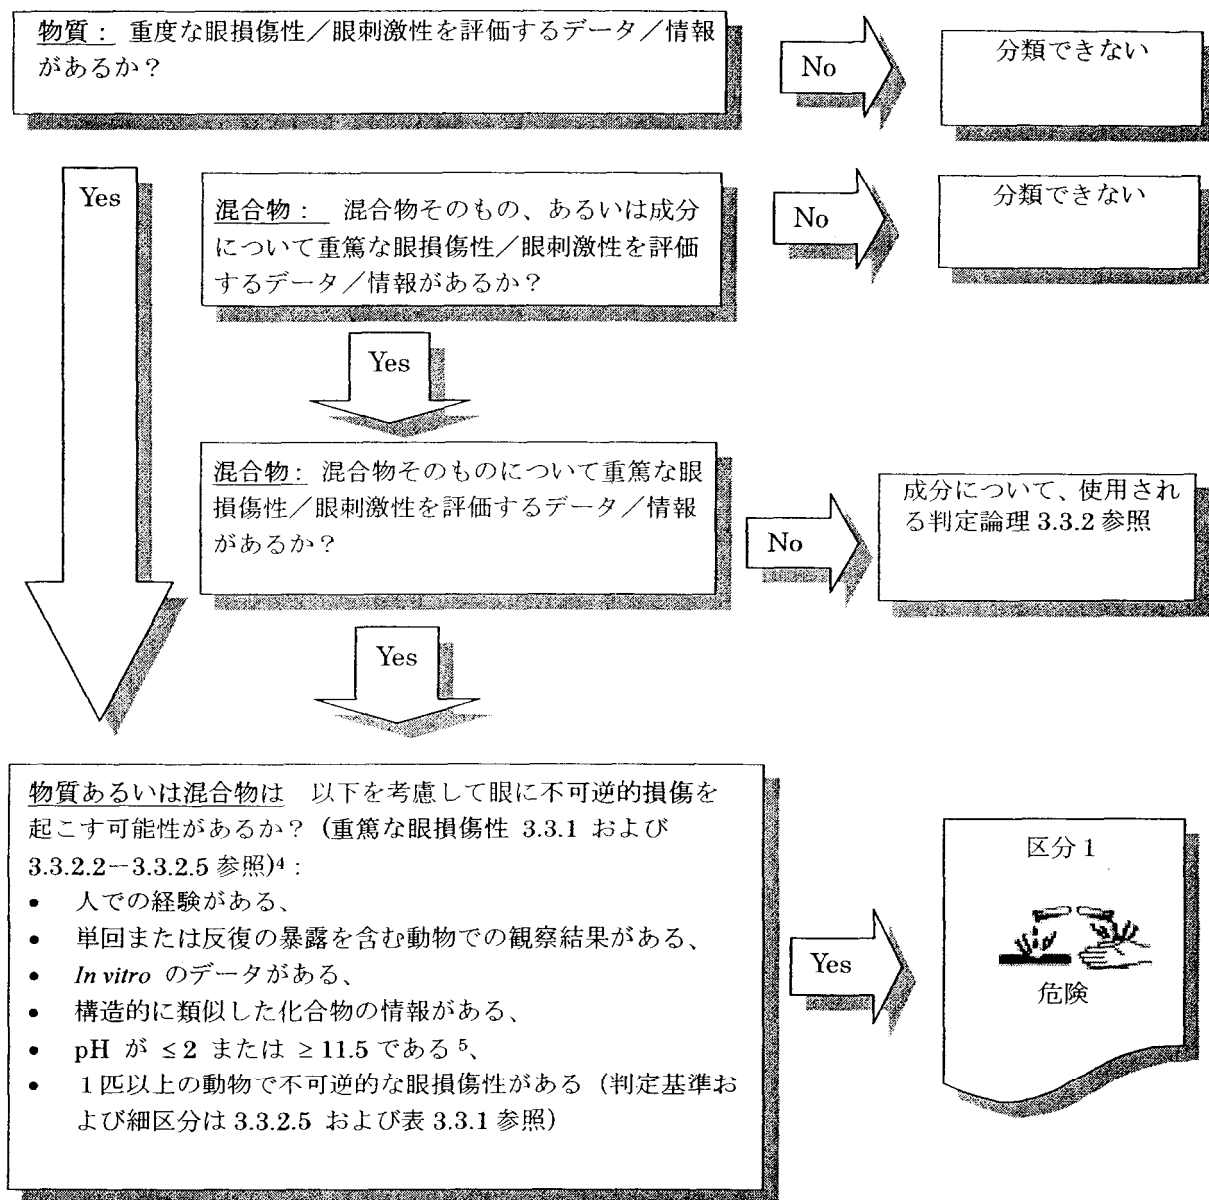 物質： 重度な眼損傷性／眼刺激性を評価するデータ／情報
があるか？
No
分類できない
Yes
混合物： 混合物そのもの、あるいは成分
について重篤な眼損傷性／眼刺激性を評価
するデータ／情報があるか？
No
分類できない
Yes
混合物： 混合物そのものについて重篤な眼
損傷性／眼刺激性を評価するデータ／情報
があるか？
No
成分について、使用され
る判定論理 3.3.2 参照
Yes
物質あるいは混合物は 以下を考慮して眼に不可逆的損傷を
起こす可能性があるか？ (重篤な眼損傷性 3.3.1 および
3.3.2.2－3.3.2.5 参照)⁴：
• 人での経験がある、
• 単回または反復の暴露を含む動物での観察結果がある、
• In vitro のデータがある、
• 構造的に類似した化合物の情報がある、
• pH が ≤2 または ≥11.5 である ⁵、
• １匹以上の動物で不可逆的な眼損傷性がある（判定基準お
よび細区分は 3.3.2.5 および表 3.3.1 参照）
Yes
区分１
危険